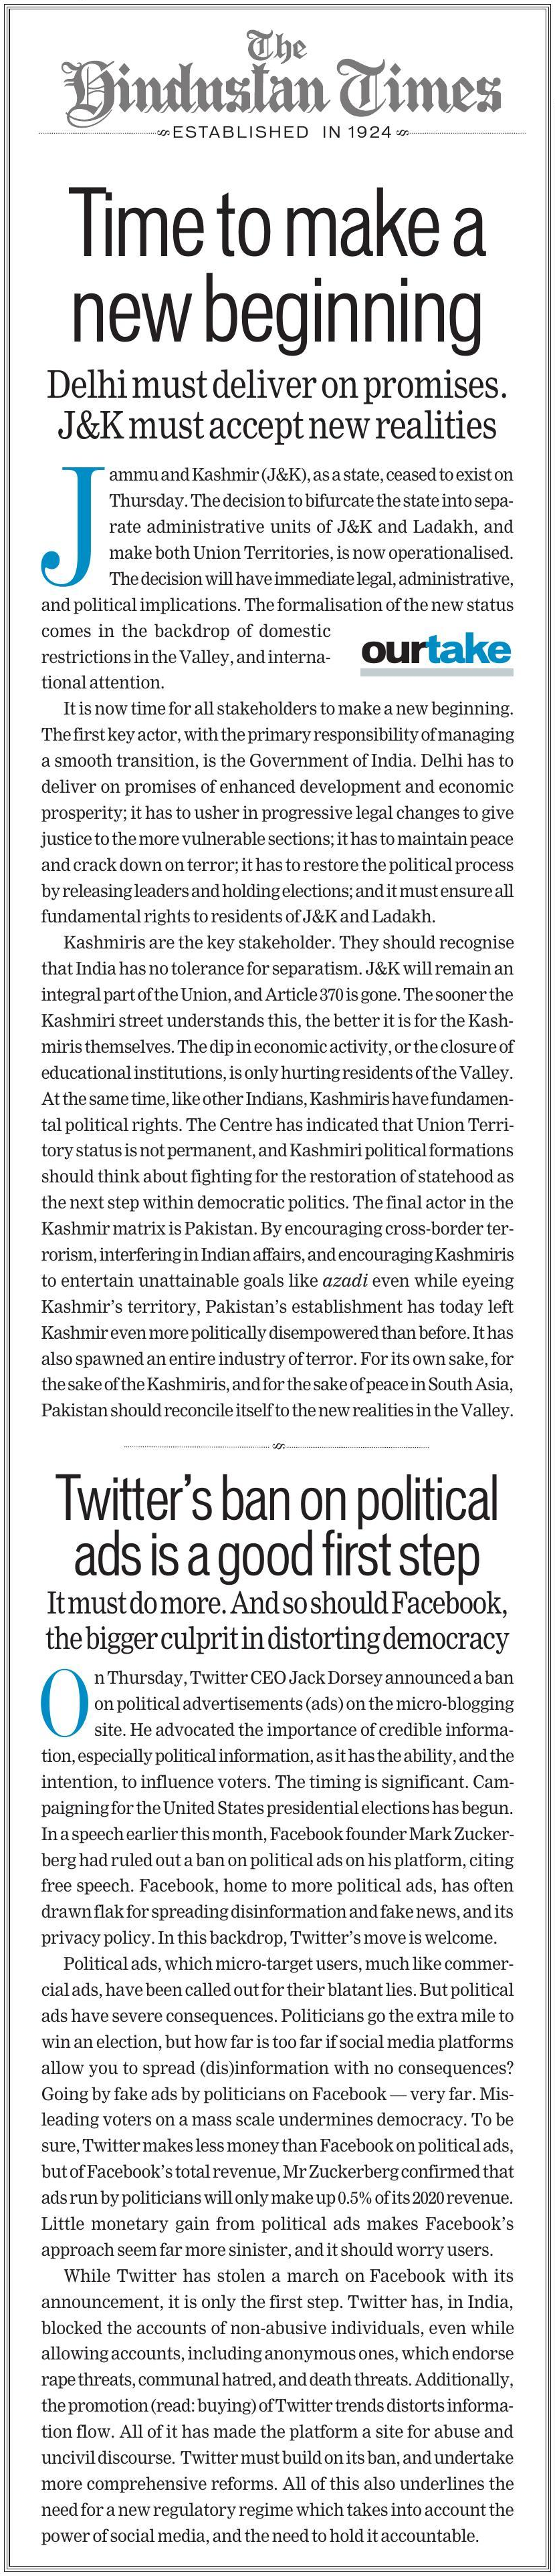 The
Hindustan Times
ESTABLISHED IN 1924
Time to make a
new beginning
Delhi must deliver on promises.
J&K must accept new realities
Jammu and Kashmir (J&K), as a state, ceased to exist on
Thursday. The decision to bifurcate the state into sepa-
rate administrative units of J&K and Ladakh, and
make both Union Territories, is now operationalised.
The decision will have immediate legal, administrative,
and political implications. The formalisation of the new status
comes in the backdrop of domestic
restrictions in the Valley, and interna-
tional attention.
ourtake
It is now time for all stakeholders to make a new beginning.
The first key actor, with the primary responsibility of managing
a smooth transition, is the Government of India. Delhi has to
deliver on promises of enhanced development and economic
prosperity; it has to usher in progressive legal changes to give
justice to the more vulnerable sections; it has to maintain peace
and crack down on terror; it has to restore the political process
by releasing leaders and holding elections; and it must ensure all
fundamental rights to residents of J&K and Ladakh.
Kashmiris are the key stakeholder. They should recognise
that India has no tolerance for separatism. J&K will remain an
integral part of the Union, and Article 370 is gone. The sooner the
Kashmiri street understands this, the better it is for the Kash-
miris themselves. The dip in economic activity, or the closure of
educational institutions, is only hurting residents of the Valley.
At the same time, like other Indians, Kashmiris have fundamen-
tal political rights. The Centre has indicated that Union Terri-
tory status is not permanent, and Kashmiri political formations
should think about fighting for the restoration of statehood as
the next step within democratic politics. The final actor in the
Kashmir matrix is Pakistan. By encouraging cross-border ter-
rorism, interfering in Indian affairs, and encouraging Kashmiris
to entertain unattainable goals like azadi even while eyeing
Kashmir's territory, Pakistan's establishment has today left
Kashmir even more politically disempowered than before. It has
also spawned an entire industry of terror. For its own sake, for
the sake of the Kashmiris, and for the sake of peace in South Asia,
Pakistan should reconcile itself to the new realities in the Valley.
Twitter's ban on political
ads is a good first step
It must do more. And so should Facebook,
the bigger culprit in distorting democracy
On Thursday, Twitter CEO Jack Dorsey announced a ban
on political advertisements (ads) on the micro-blogging
site. He advocated the importance of credible informa-
tion, especially political information, as it has the ability, and the
intention, to influence voters. The timing is significant. Cam-
paigning for the United States presidential elections has begun.
In a speech earlier this month, Facebook founder Mark Zucker-
berg had ruled out a ban on political ads on his platform, citing
free speech. Facebook, home to more political ads, has often
drawn flak for spreading disinformation and fake news, and its
privacy policy. In this backdrop, Twitter's move is welcome.
Political ads, which micro-target users, much like commer-
cial ads, have been called out for their blatant lies. But political
ads have severe consequences. Politicians go the extra mile to
win an election, but how far is too far if social media platforms
allow you to spread (dis)information with no consequences?
Going by fake ads by politicians on Facebook — very far. Mis-
leading voters on a mass scale undermines democracy. To be
sure, Twitter makes less money than Facebook on political ads,
but of Facebook's total revenue, Mr Zuckerberg confirmed that
ads run by politicians will only make up 0.5% of its 2020 revenue.
Little monetary gain from political ads makes Facebook's
approach seem far more sinister, and it should worry users.
While Twitter has stolen a march on Facebook with its
announcement, it is only the first step. Twitter has, in India,
blocked the accounts of non-abusive individuals, even while
allowing accounts, including anonymous ones, which endorse
rape threats, communal hatred, and death threats. Additionally,
the promotion (read: buying) of Twitter trends distorts informa-
tion flow. All of it has made the platform a site for abuse and
uncivil discourse. Twitter must build on its ban, and undertake
more comprehensive reforms. All of this also underlines the
need for a new regulatory regime which takes into account the
power of social media, and the need to hold it accountable.